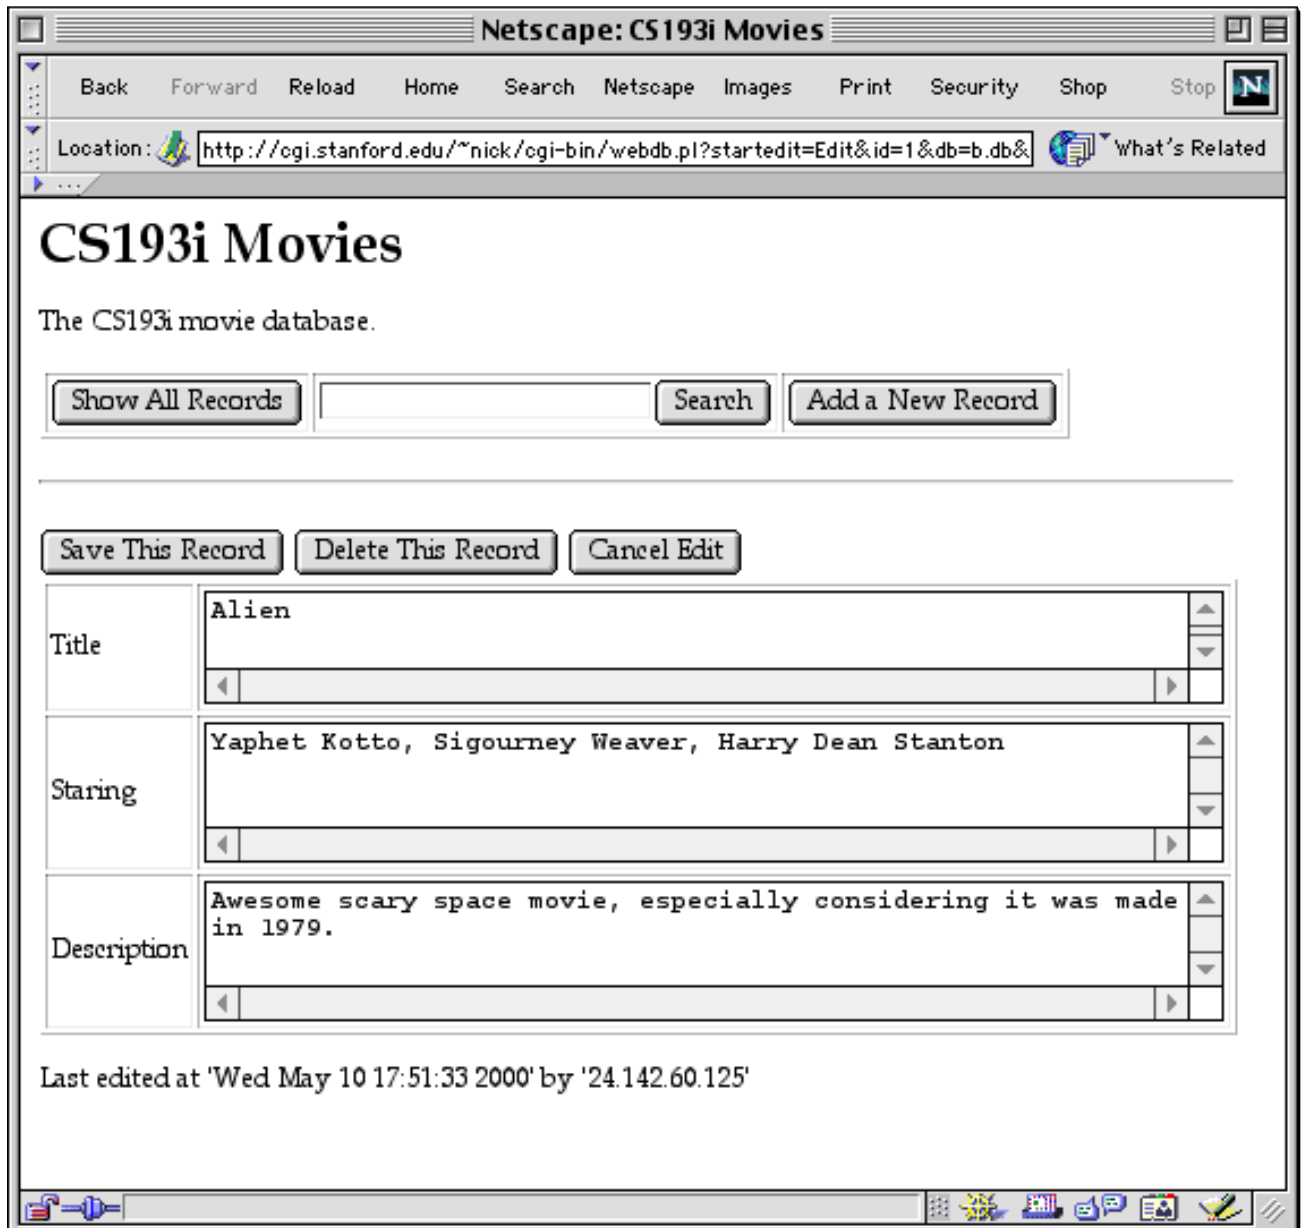 Netscape: CS193i Movies
Back Forward Reload Home Search Netscape Images Print Security Shop Stop N
Location: http://cgi.stanford.edu/~nick/cgi-bin/webdb.pl?startedit=Edit&id=1&db=b.db& What's Related
...
CS193i Movies
The CS193i movie database.
Show All Records Search Add a New Record
Save This Record Delete This Record Cancel Edit
Title
Alien
Staring
Yaphet Kotto, Sigourney Weaver, Harry Dean Stanton
Description
Awesome scary space movie, especially considering it was made
in 1979.
Last edited at 'Wed May 10 17:51:33 2000' by '24.142.60.125'